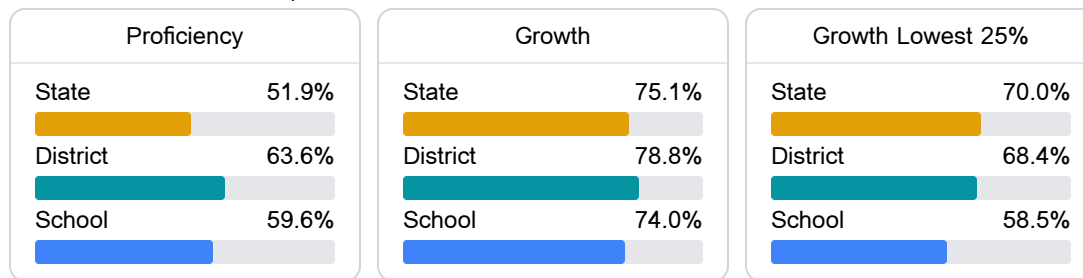 Proficiency
State 51.9%
District 63.6%
School 59.6%
Growth
State 75.1%
District 78.8%
School 74.0%
Growth Lowest 25%
State 70.0%
District 68.4%
School 58.5%